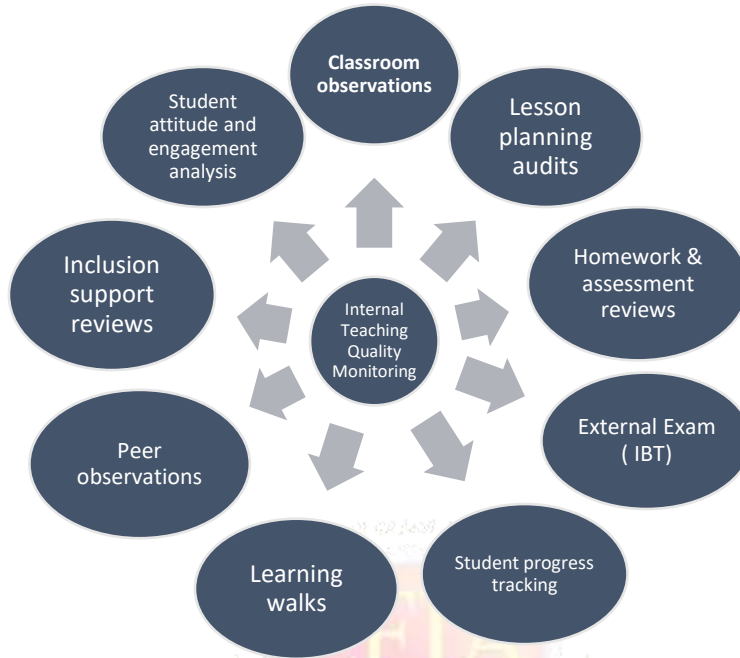 Classroom
observations
Lesson
planning
audits
Homework &
assessment
reviews
External Exam
( IBT)
Student progress
tracking
Learning
walks
Peer
observations
Inclusion
support
reviews
Student
attitude and
engagement
analysis
Internal
Teaching
Quality
Monitoring